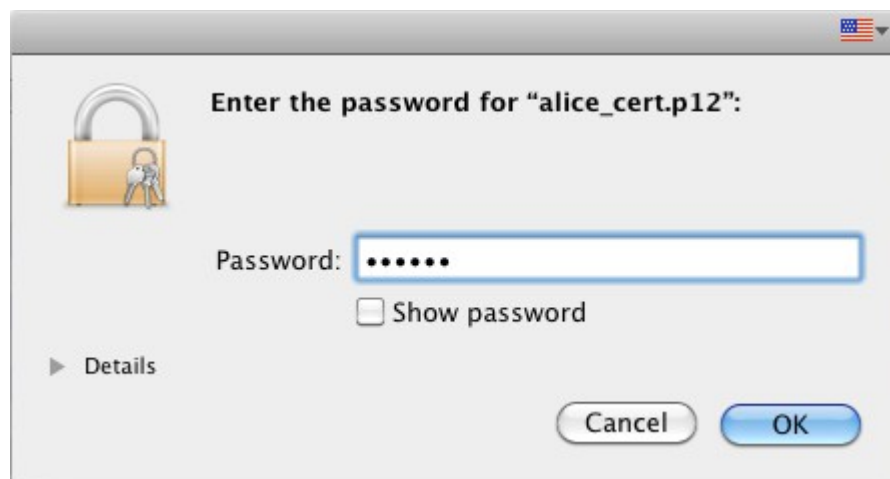 Enter the password for “alice_cert.p12”:
Password: ••••••
Show password
Details
Cancel OK